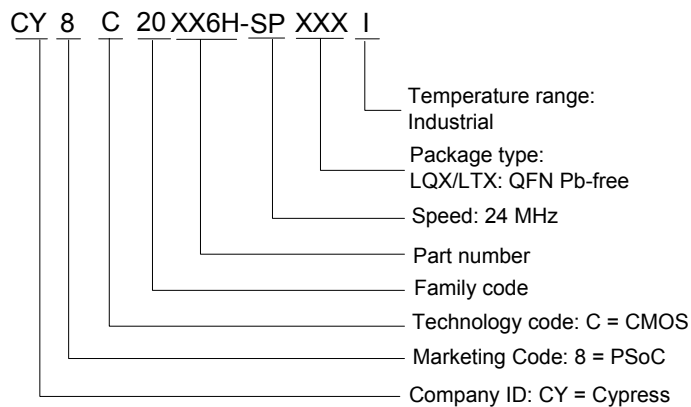 CY 8 C 20 XX6H-SP XXX I
Temperature range:
Industrial
Package type:
LQX/LTX: QFN Pb-free
Speed: 24 MHz
Part number
Family code
Technology code: C = CMOS
Marketing Code: 8 = PSoC
Company ID: CY = Cypress